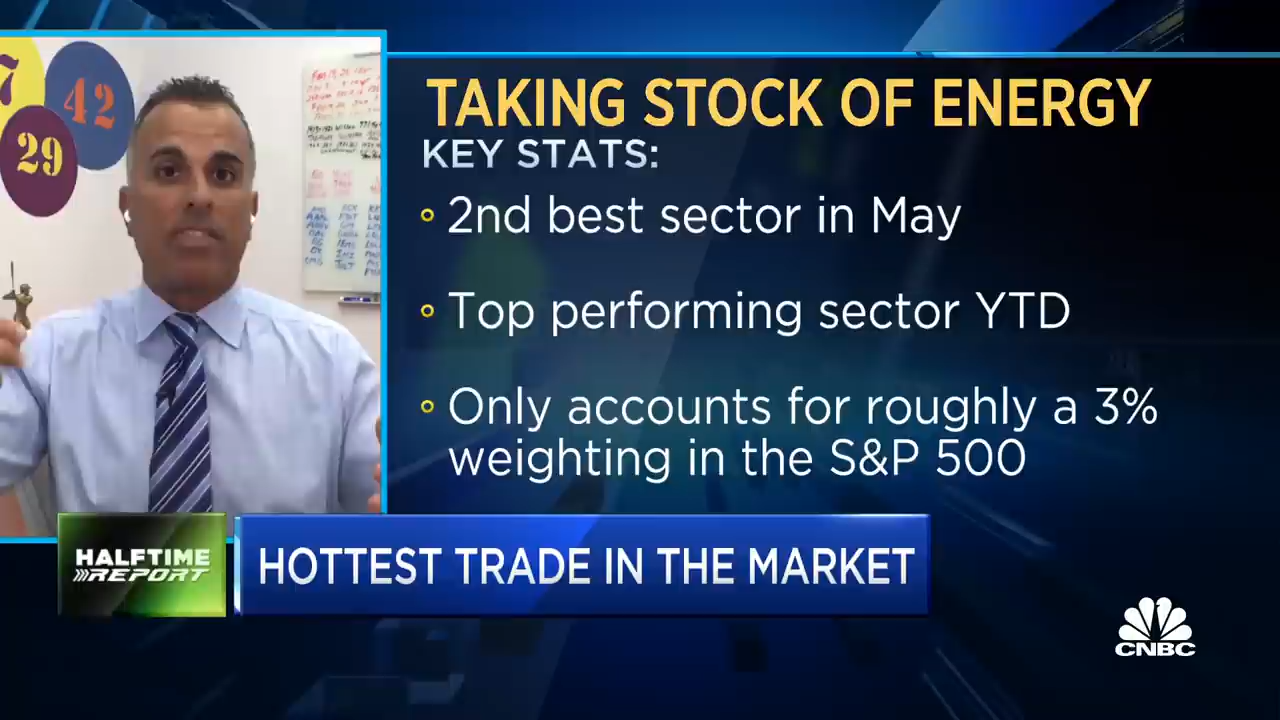 TAKING STOCK OF ENERGY
KEY STATS:
2nd best sector in May
Top performing sector YTD
Only accounts for roughly a 3%
weighting in the S&P 500
7
42
29
HALFTIME
REPORT
HOTTEST TRADE IN THE MARKET
CNBC